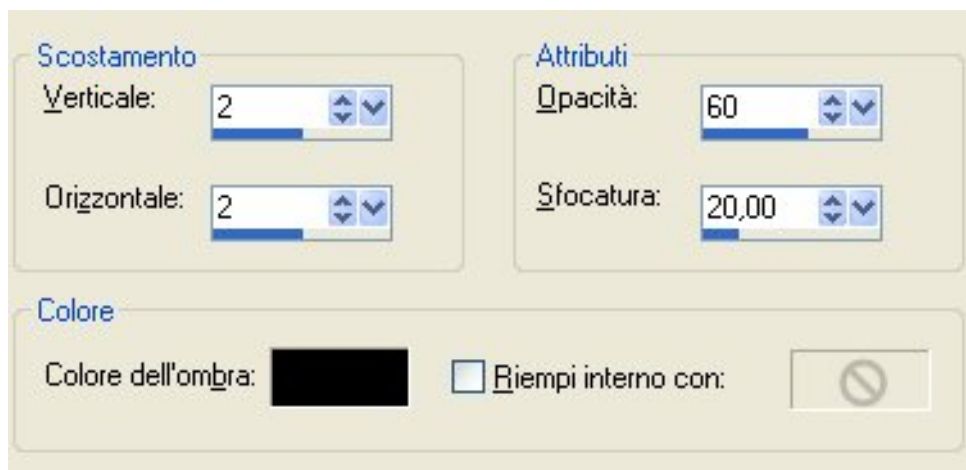 Scostamento
Verticale: 2
Orizzontale: 2
Attributi
Opacità: 60
Sfocatura: 20,00
Colore
Colore dell'ombra:
Riempi interno con: